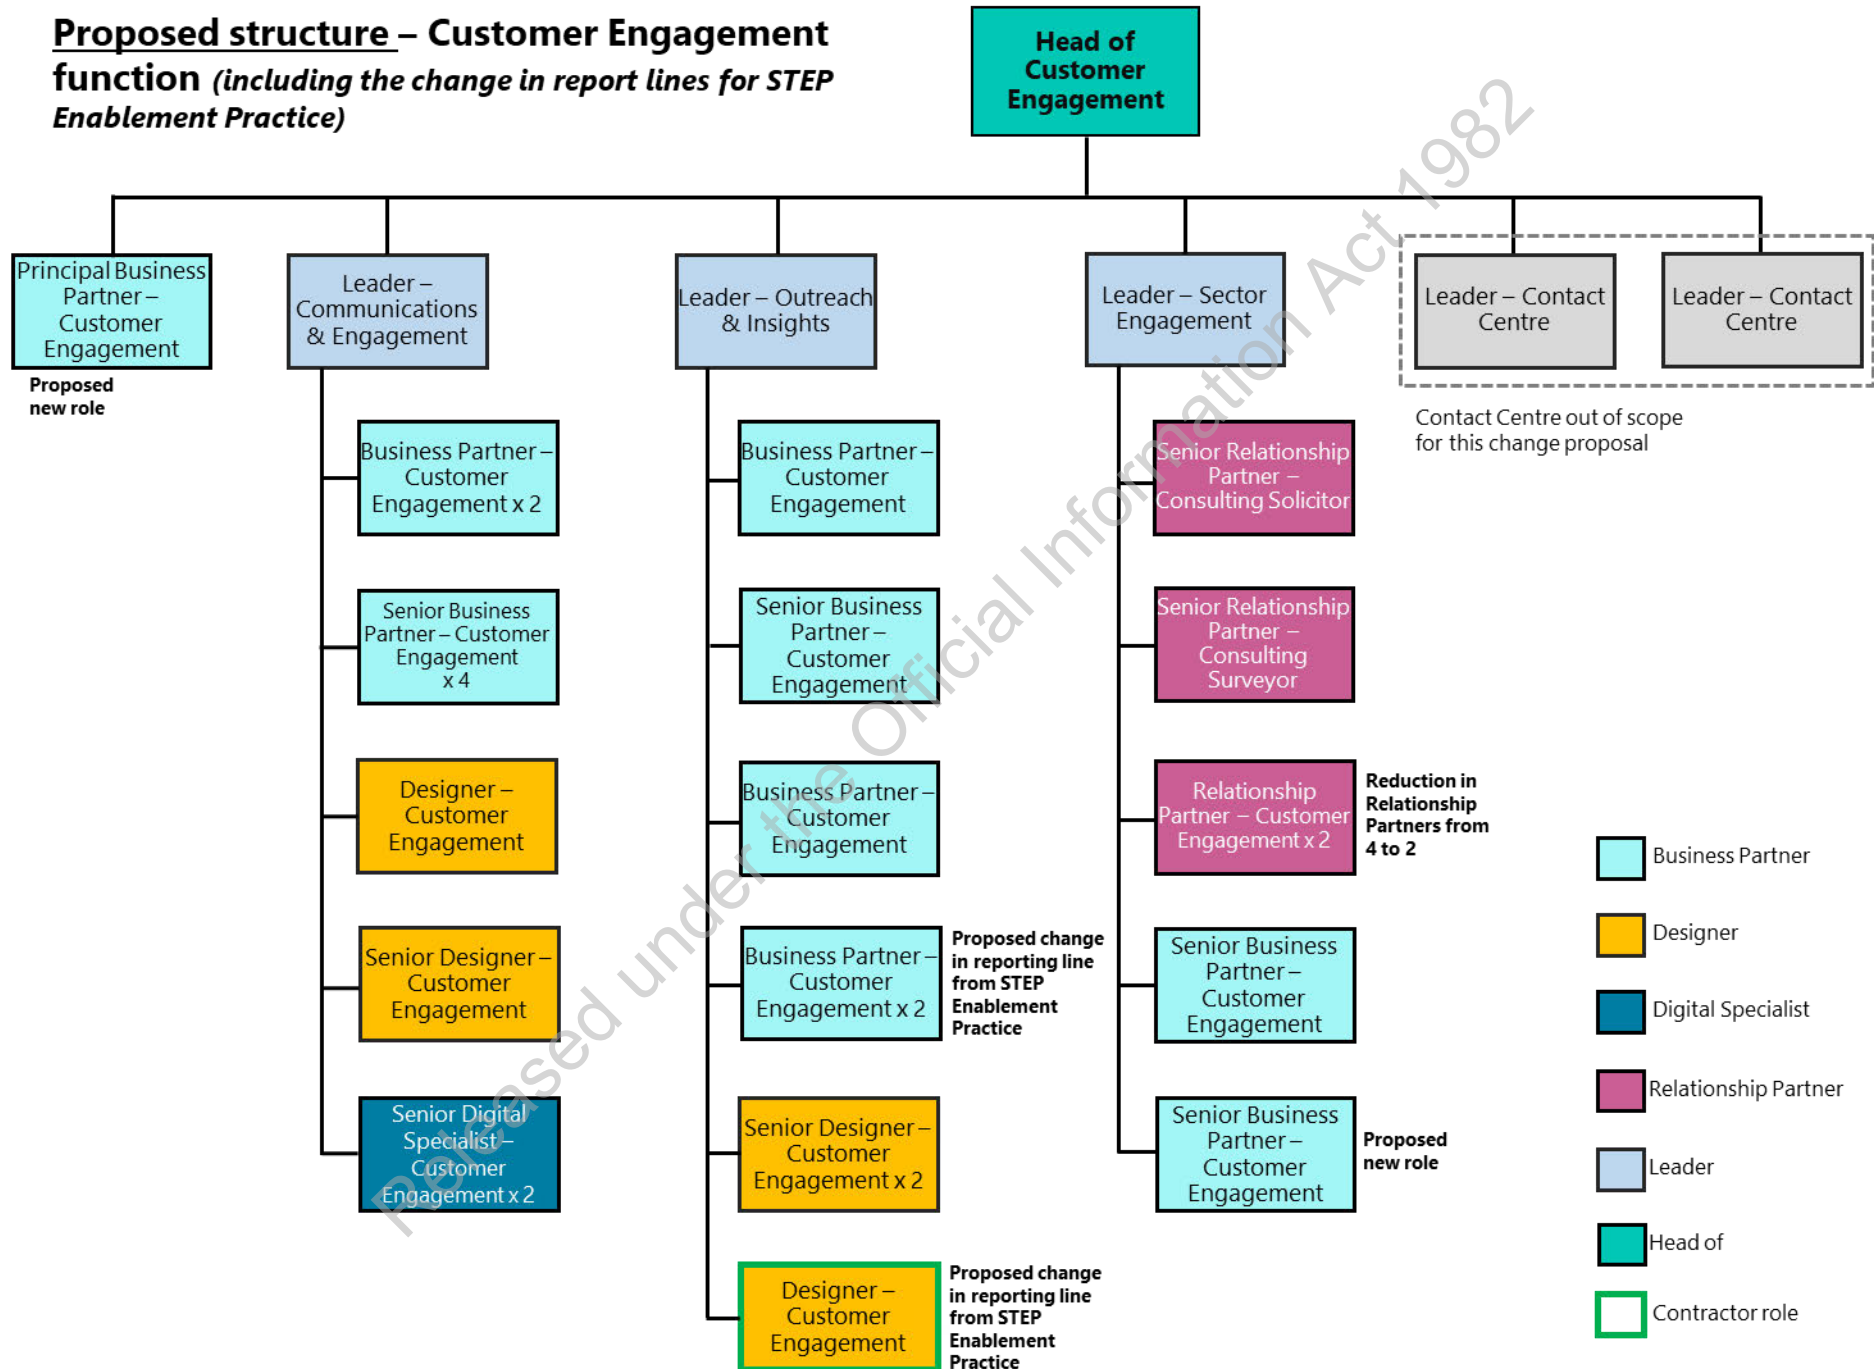 Proposed structure – Customer Engagement
function (including the change in report lines for STEP
Enablement Practice)
Head of
Customer
Engagement
Principal Business
Partner –
Customer
Engagement
Proposed
new role
Leader –
Communications
& Engagement
Leader – Outreach
& Insights
Leader – Sector
Engagement
Leader – Contact
Centre
Leader – Contact
Centre
Contact Centre out of scope
for this change proposal
Business Partner –
Customer
Engagement x 2
Senior Business
Partner – Customer
Engagement
x 4
Designer –
Customer
Engagement
Senior Designer –
Customer
Engagement
Senior Digital
Specialist –
Customer
Engagement x 2
Business Partner –
Customer
Engagement
Senior Business
Partner –
Customer
Engagement
Business Partner –
Customer
Engagement
Business Partner –
Customer
Engagement x 2
Proposed change
in reporting line
from STEP
Enablement
Practice
Senior Designer –
Customer
Engagement x 2
Designer –
Customer
Engagement
Proposed change
in reporting line
from STEP
Enablement
Practice
Senior Relationship
Partner –
Consulting Solicitor
Senior Relationship
Partner –
Consulting
Surveyor
Relationship
Partner – Customer
Engagement x 2
Reduction in
Relationship
Partners from
4 to 2
Senior Business
Partner –
Customer
Engagement
Senior Business
Partner –
Customer
Engagement
Proposed
new role
Business Partner
Designer
Digital Specialist
Relationship Partner
Leader
Head of
Contractor role
Released under the Official Information Act 1982